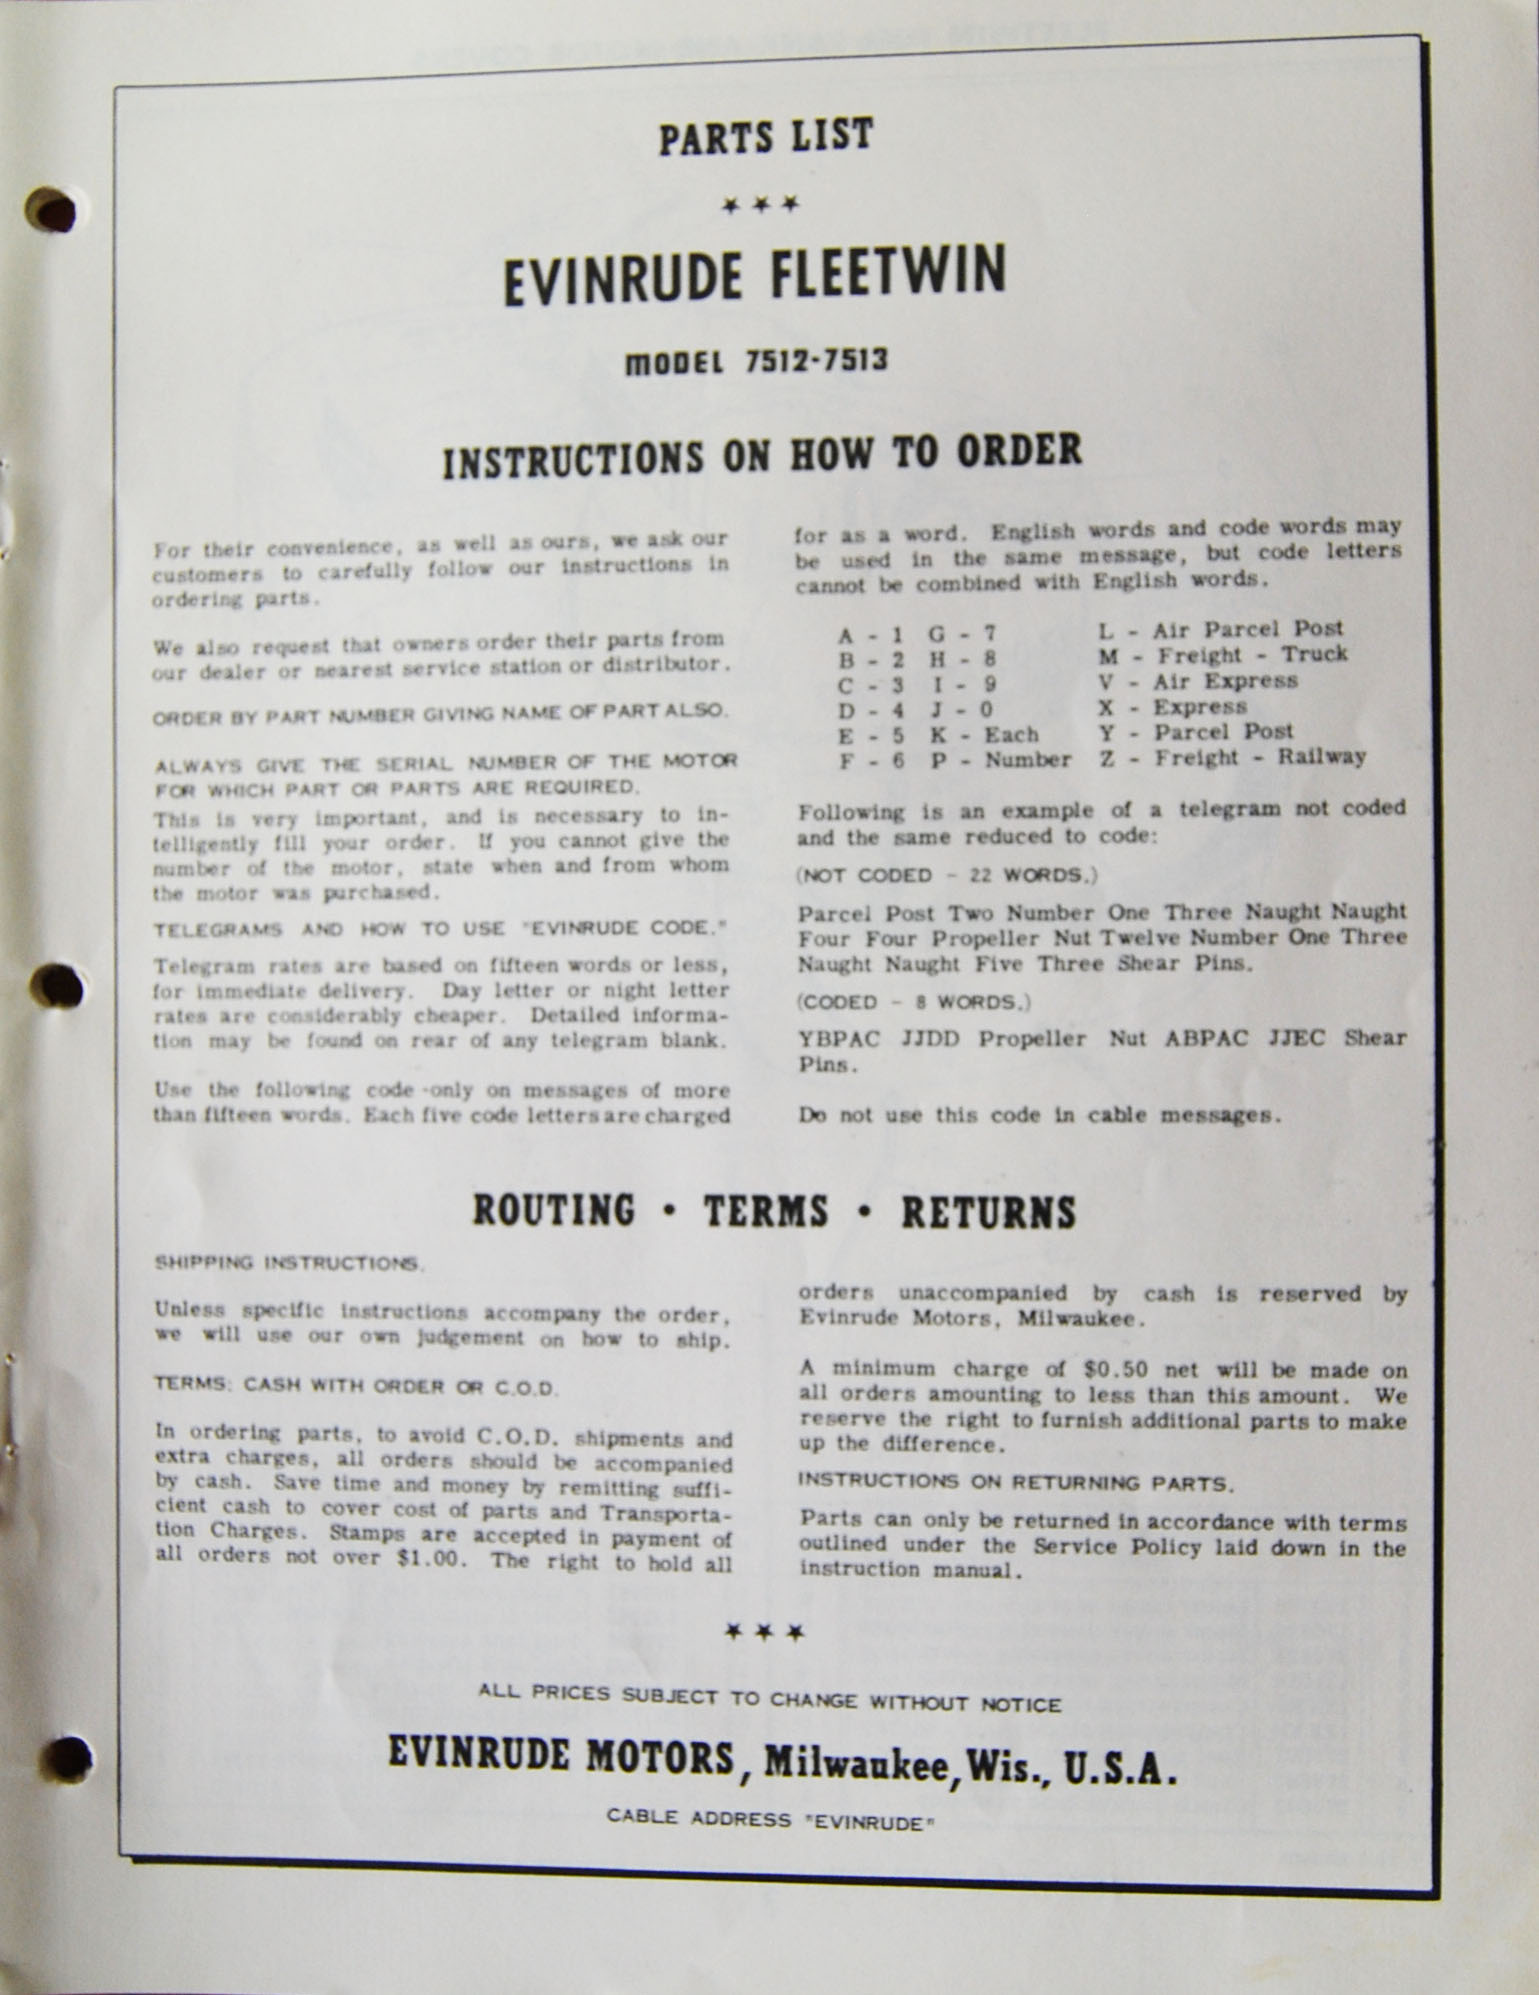 PARTS LIST
★ ★ ★
EVINRUDE FLEETWIN
MODEL 7512-7513
INSTRUCTIONS ON HOW TO ORDER
For their convenience, as well as ours, we ask our
customers to carefully follow our instructions in
ordering parts.
We also request that owners order their parts from
our dealer or nearest service station or distributor.
ORDER BY PART NUMBER GIVING NAME OF PART ALSO.
ALWAYS GIVE THE SERIAL NUMBER OF THE MOTOR
FOR WHICH PART OR PARTS ARE REQUIRED.
This is very important, and is necessary to in-
telligently fill your order. If you cannot give the
number of the motor, state when and from whom
the motor was purchased.
TELEGRAMS AND HOW TO USE "EVINRUDE CODE."
Telegram rates are based on fifteen words or less,
for immediate delivery. Day letter or night letter
rates are considerably cheaper. Detailed informa-
tion may be found on rear of any telegram blank.
Use the following code -only on messages of more
than fifteen words. Each five code letters are charged
for as a word. English words and code words may
be used in the same message, but code letters
cannot be combined with English words.
A - 1 G - 7 L - Air Parcel Post
B - 2 H - 8 M - Freight - Truck
C - 3 I - 9 V - Air Express
D - 4 J - 0 X - Express
E - 5 K - Each Y - Parcel Post
F - 6 P - Number Z - Freight - Railway
Following is an example of a telegram not coded
and the same reduced to code:
(NOT CODED - 22 WORDS.)
Parcel Post Two Number One Three Naught Naught
Four Four Propeller Nut Twelve Number One Three
Naught Naught Five Three Shear Pins.
(CODED - 8 WORDS.)
YBPAC JJDD Propeller Nut ABPAC JJEC Shear
Pins.
Do not use this code in cable messages.
ROUTING • TERMS • RETURNS
SHIPPING INSTRUCTIONS.
Unless specific instructions accompany the order,
we will use our own judgement on how to ship.
TERMS: CASH WITH ORDER OR C.O.D.
In ordering parts, to avoid C.O.D. shipments and
extra charges, all orders should be accompanied
by cash. Save time and money by remitting suffi-
cient cash to cover cost of parts and Transporta-
tion Charges. Stamps are accepted in payment of
all orders not over $1.00. The right to hold all
orders unaccompanied by cash is reserved by
Evinrude Motors, Milwaukee.
A minimum charge of $0.50 net will be made on
all orders amounting to less than this amount. We
reserve the right to furnish additional parts to make
up the difference.
INSTRUCTIONS ON RETURNING PARTS.
Parts can only be returned in accordance with terms
outlined under the Service Policy laid down in the
instruction manual.
★ ★ ★
ALL PRICES SUBJECT TO CHANGE WITHOUT NOTICE
EVINRUDE MOTORS, Milwaukee, Wis., U.S.A.
CABLE ADDRESS "EVINRUDE"